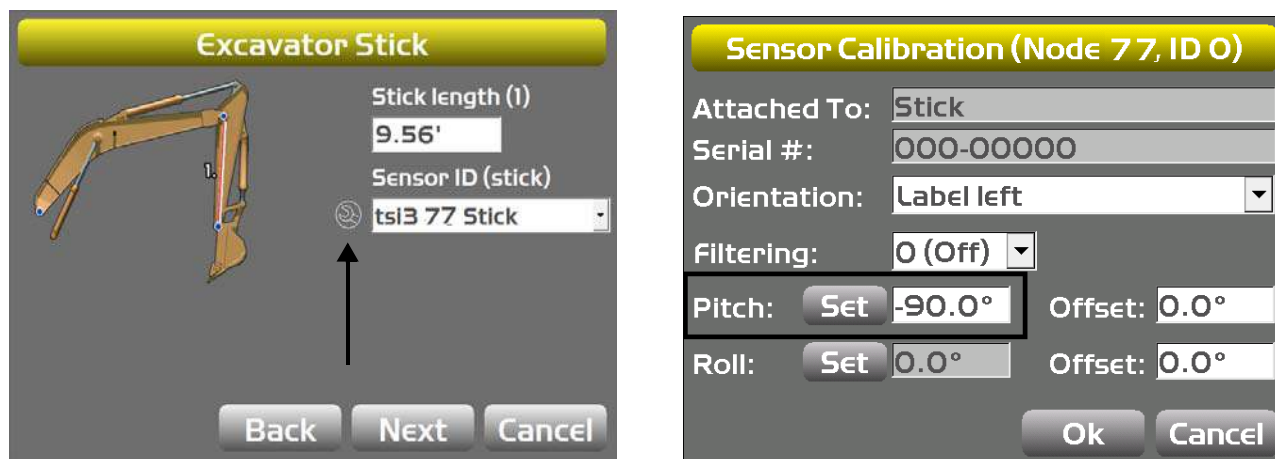 Excavator Stick
Stick length (1)
9.56'
1.
Sensor ID (stick)
tsi3 77 Stick
Back Next Cancel
Sensor Calibration (Node 77, ID 0)
Attached To: Stick
Serial #: 000-00000
Orientation: Label left
Filtering: 0 (Off)
Pitch: Set -90.0° Offset: 0.0°
Roll: Set 0.0° Offset: 0.0°
Ok Cancel